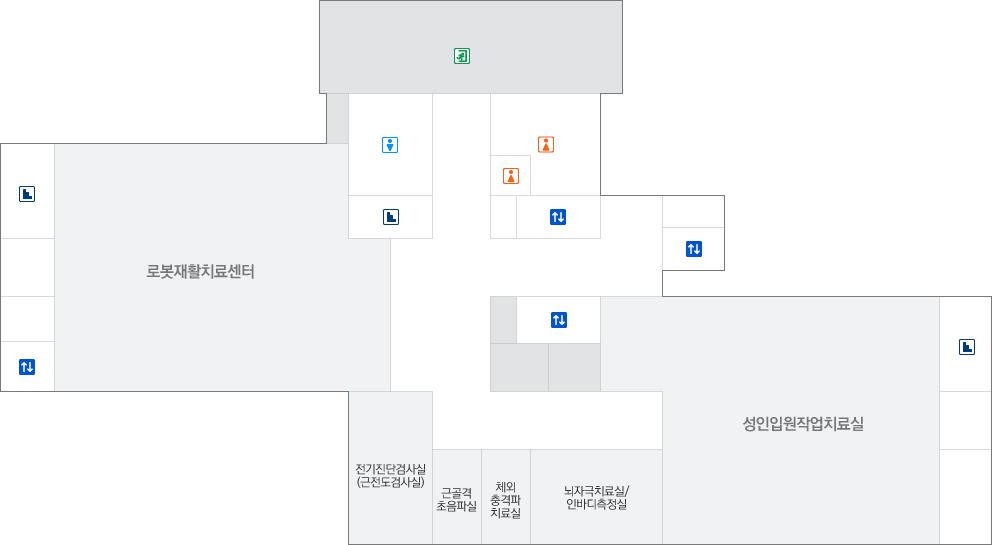 로봇재활치료센터
성인입원작업치료실
전기진단검사실
(근전도검사실)
근골격
초음파실
체외
충격파
치료실
뇌자극치료실/
인바디측정실